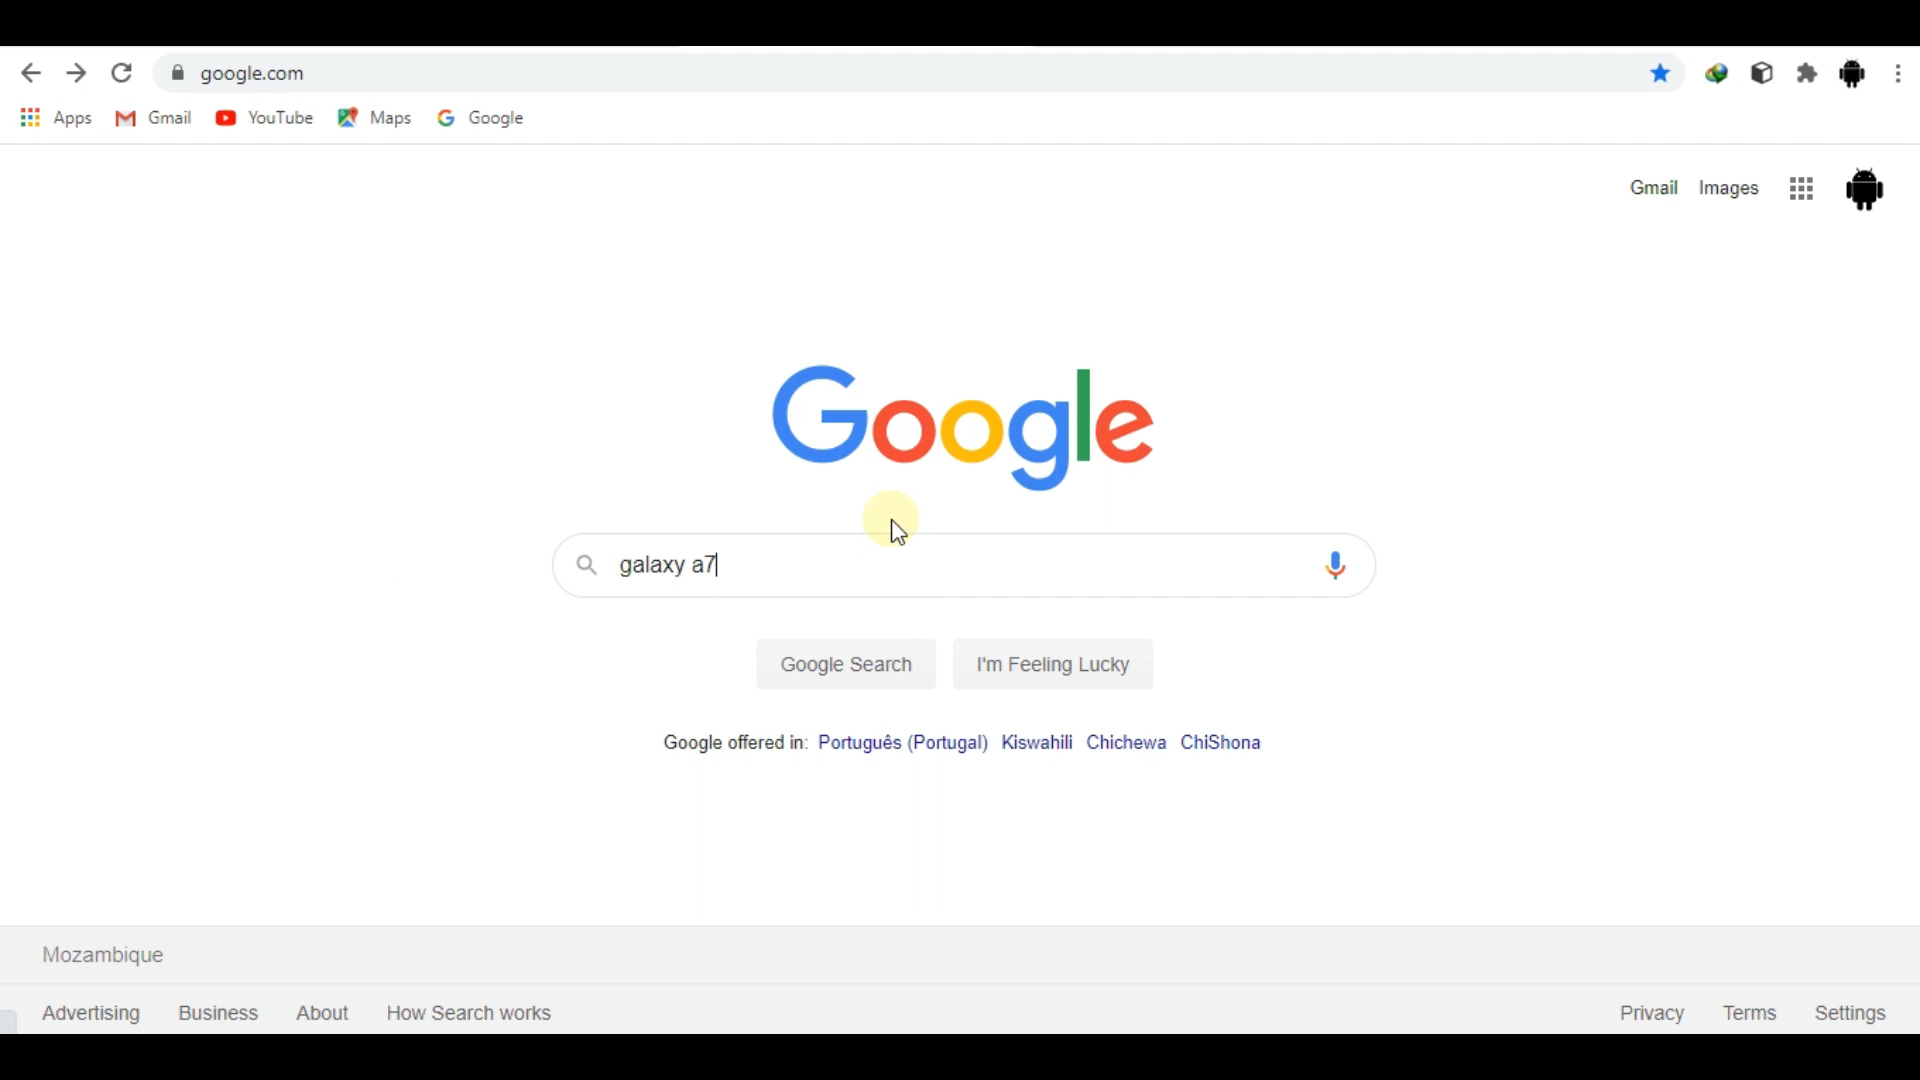 google.com
Apps Gmail YouTube Maps Google
Gmail Images
Google
galaxy a7
Google Search I'm Feeling Lucky
Google offered in: Português (Portugal) Kiswahili Chichewa ChiShona
Mozambique
Advertising Business About How Search works Privacy Terms Settings